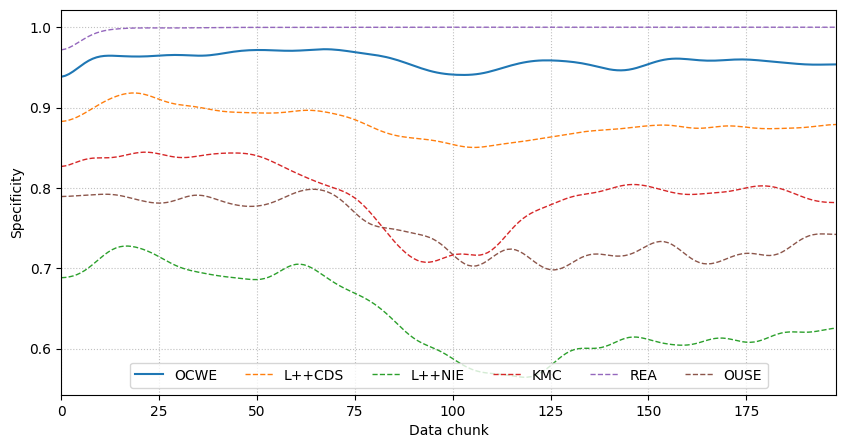 1.0
0.9
0.8
0.7
0.6
Specificity
OCWE L++CDS L++NIE KMC REA OUSE
0 25 50 75 100 125 150 175
Data chunk